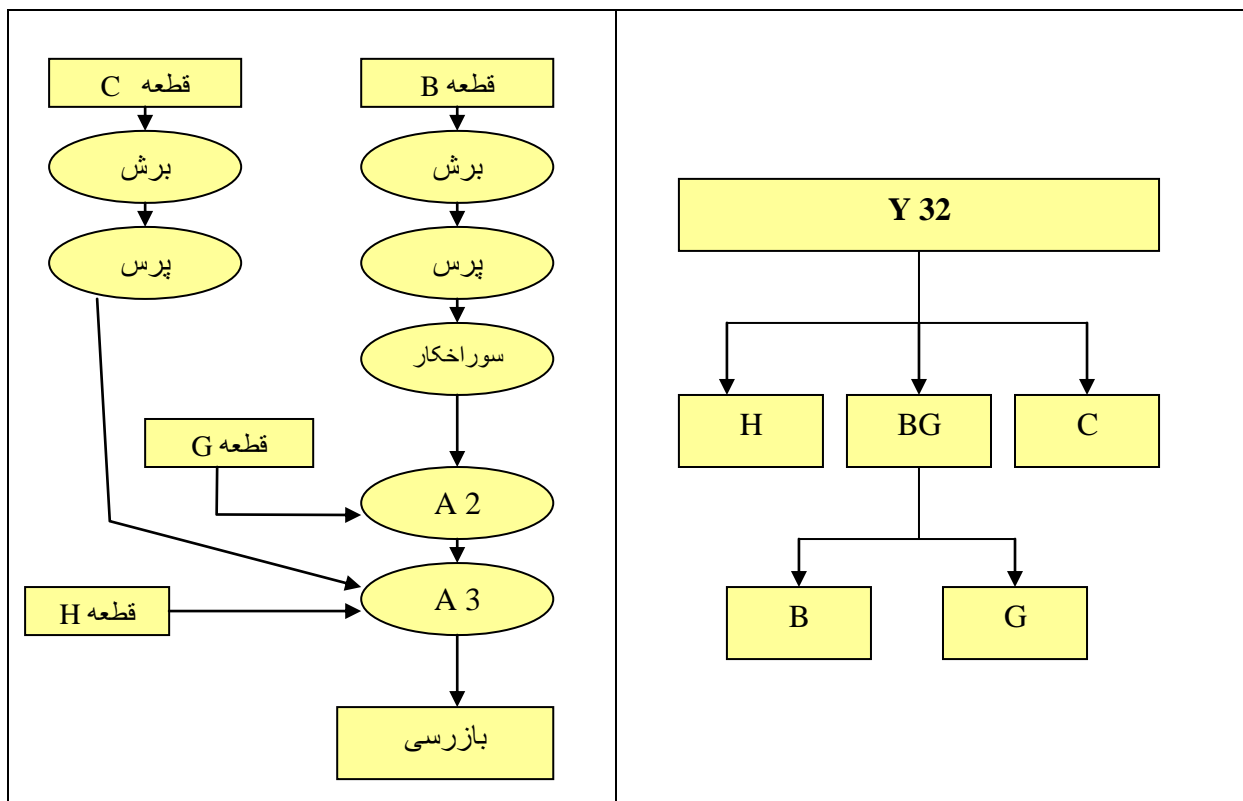 قطعه C
قطعه B
برش
برش
پرس
پرس
سوراخکار
قطعه G
A 2
A 3
قطعه H
بازرسی
Y 32
H
BG
C
B
G